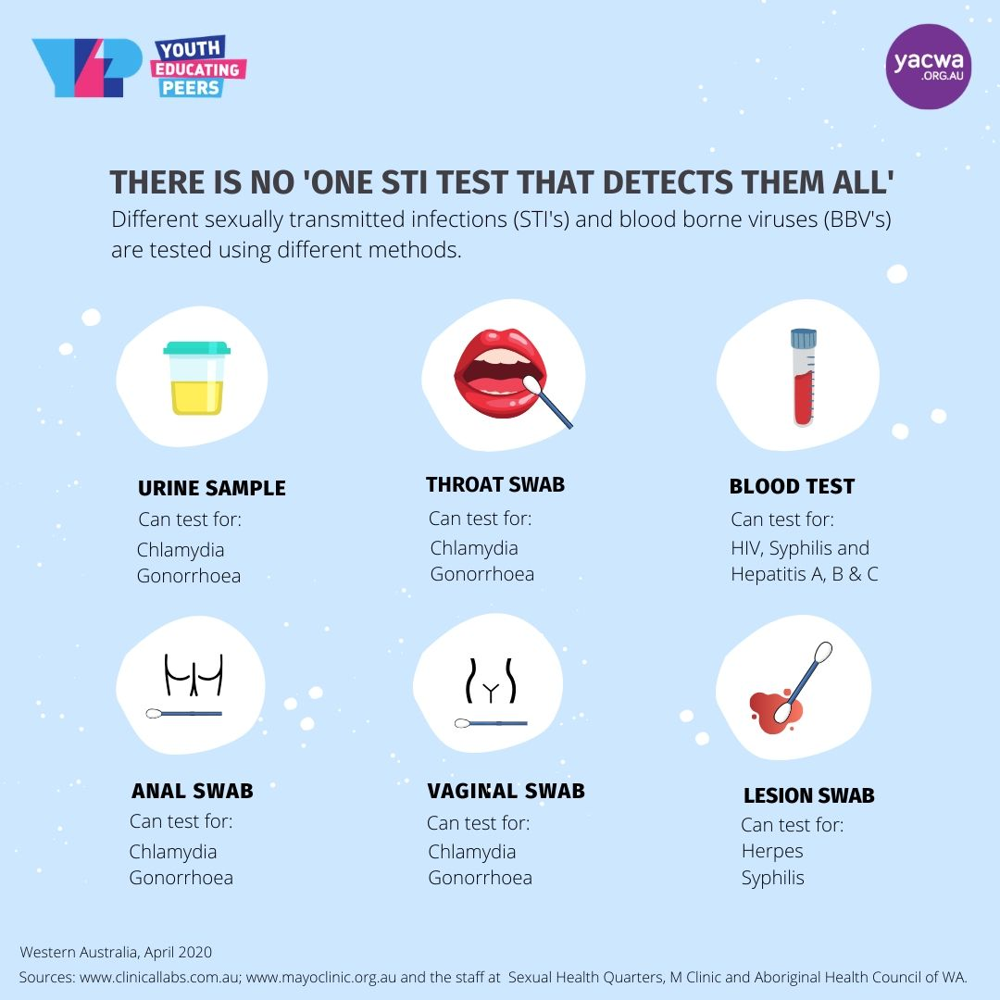 YEP
YOUTH
EDUCATING
PEERS
yacwa
.ORG.AU
THERE IS NO 'ONE STI TEST THAT DETECTS THEM ALL'
Different sexually transmitted infections (STI's) and blood borne viruses (BBV's)
are tested using different methods.
URINE SAMPLE
Can test for:
Chlamydia
Gonorrhoea
THROAT SWAB
Can test for:
Chlamydia
Gonorrhoea
BLOOD TEST
Can test for:
HIV, Syphilis and
Hepatitis A, B & C
ANAL SWAB
Can test for:
Chlamydia
Gonorrhoea
VAGINAL SWAB
Can test for:
Chlamydia
Gonorrhoea
LESION SWAB
Can test for:
Herpes
Syphilis
Western Australia, April 2020
Sources: www.clinicallabs.com.au; www.mayoclinic.org.au and the staff at Sexual Health Quarters, M Clinic and Aboriginal Health Council of WA.